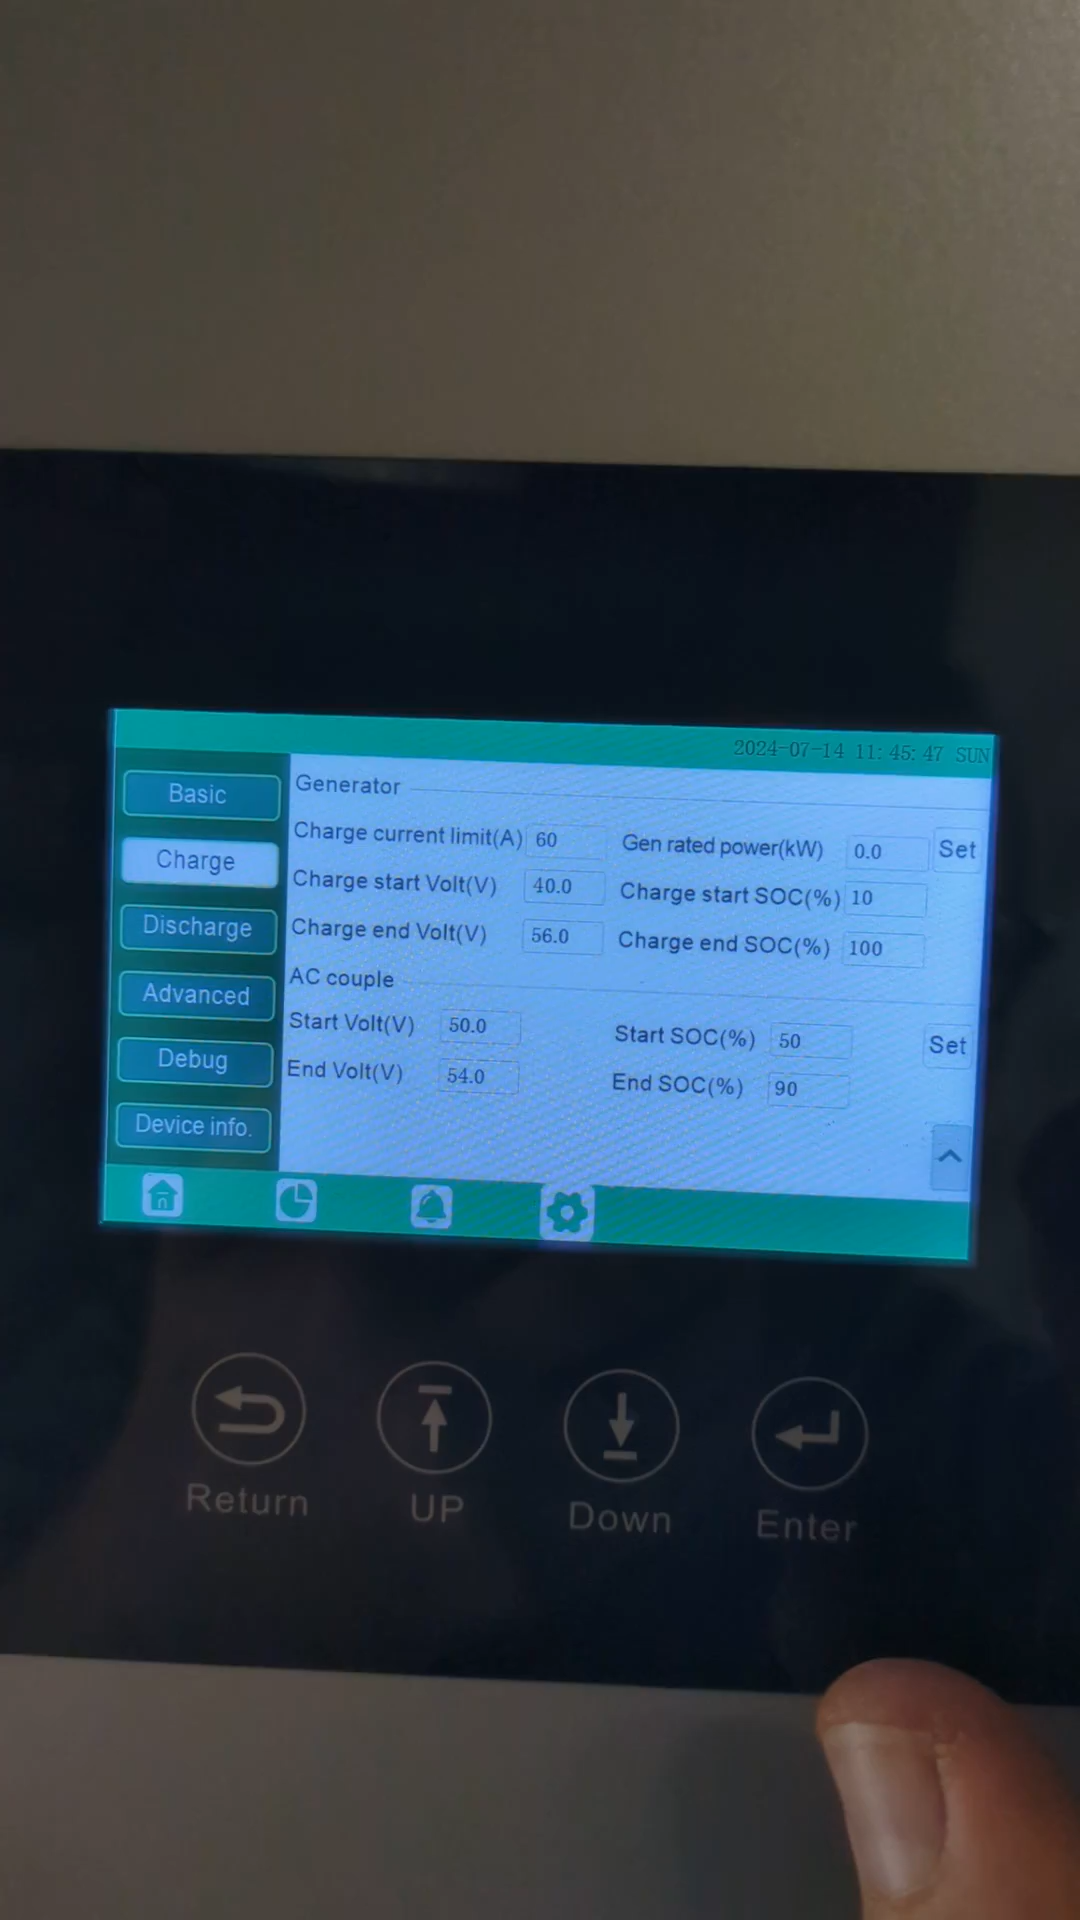 2024-07-14 11:45:47 SUN
Basic
Charge
Discharge
Advanced
Debug
Device info.
Generator
Charge current limit(A) 60 Gen rated power(kW) 0.0 Set
Charge start Volt(V) 40.0 Charge start SOC(%) 10
Charge end Volt(V) 56.0 Charge end SOC(%) 100
AC couple
Start Volt(V) 50.0 Start SOC(%) 50 Set
End Volt(V) 54.0 End SOC(%) 90
Return UP Down Enter